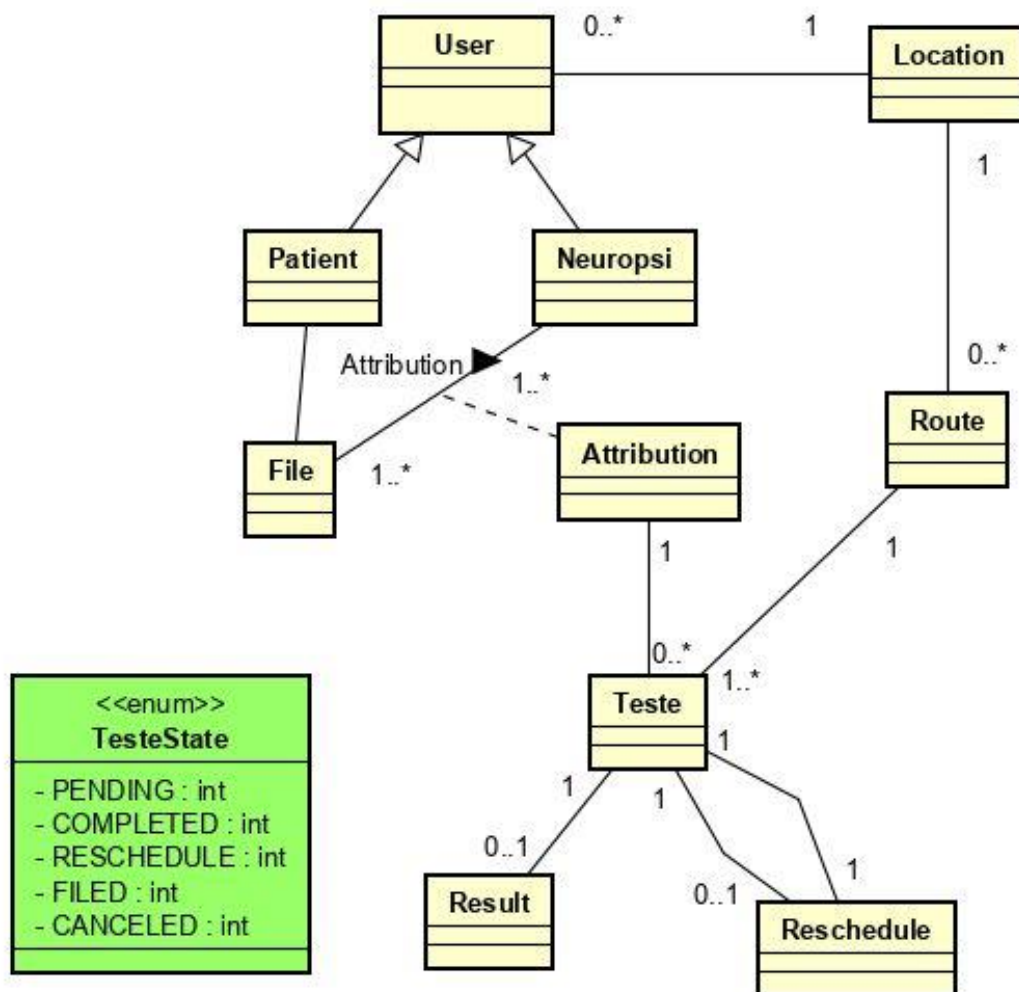 User
0..*
1
Location
1
Patient
Neuropsi
Attribution
1..*
0..*
Route
File
1..*
Attribution
1
1
0..*
1..*
<<enum>>
TesteState
- PENDING : int
- COMPLETED : int
- RESCHEDULE : int
- FILED : int
- CANCELED : int
Teste
1
1
1
0..1
0..1
1
Result
Reschedule